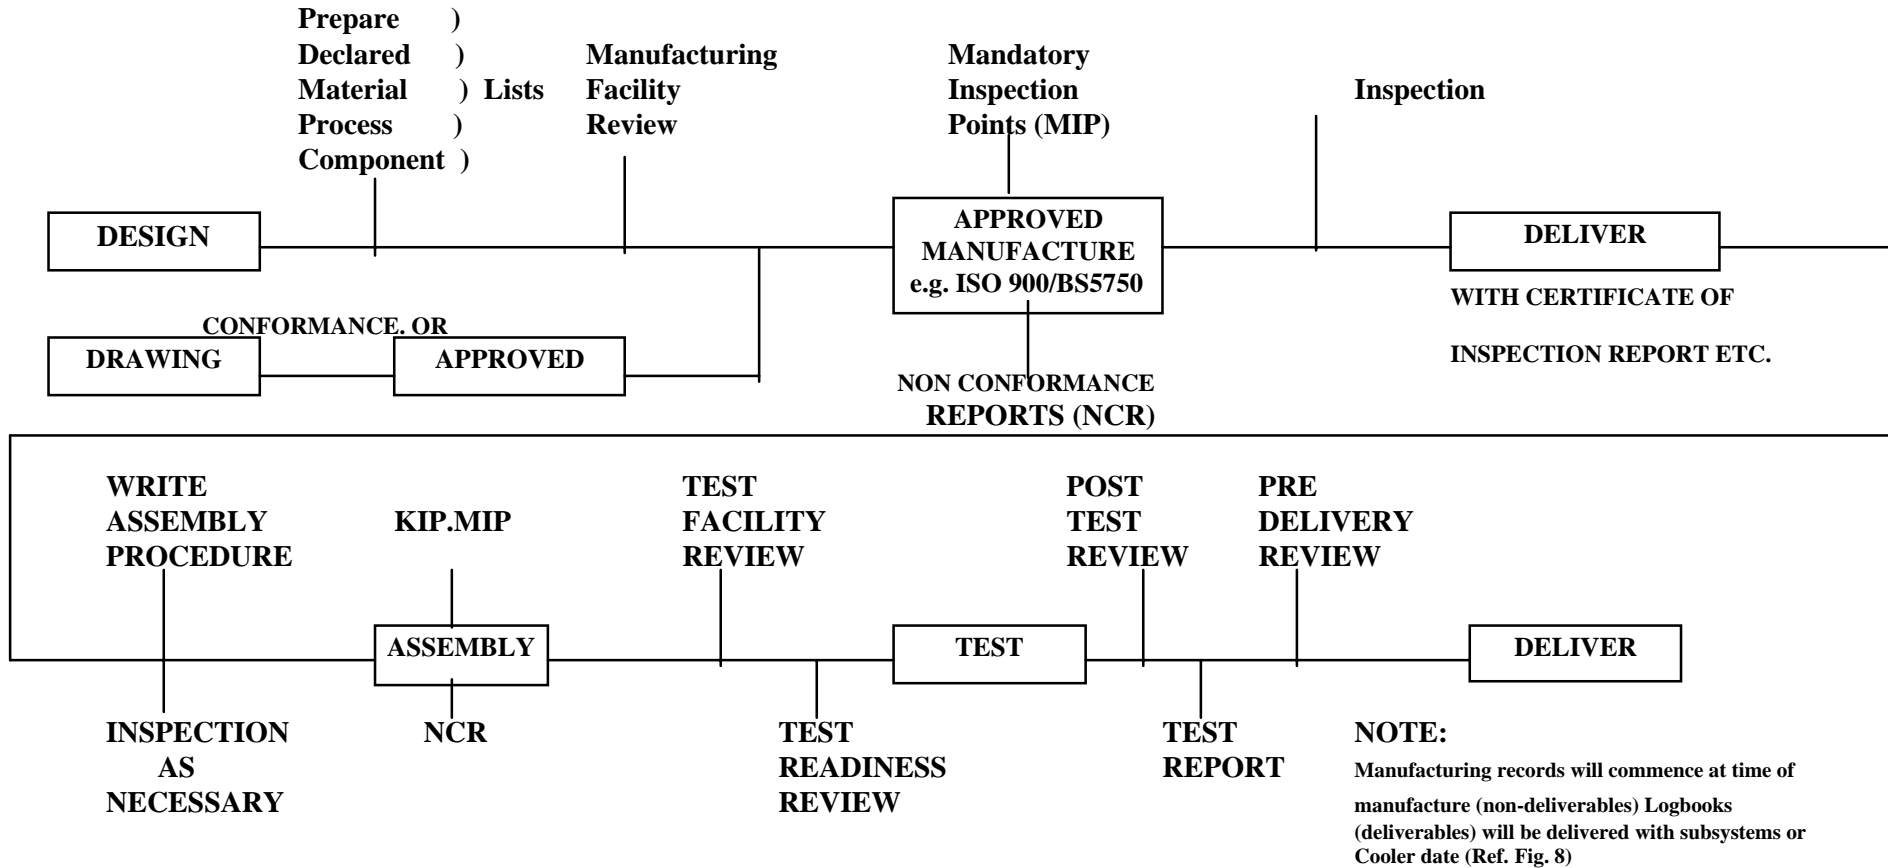 Prepare )
Declared )
Material ) Lists
Process )
Component )
Manufacturing
Facility
Review
Mandatory
Inspection
Points (MIP)
Inspection
DESIGN
APPROVED
MANUFACTURE
e.g. ISO 900/BS5750
DELIVER
WITH CERTIFICATE OF
INSPECTION REPORT ETC.
CONFORMANCE. OR
DRAWING
APPROVED
NON CONFORMANCE
REPORTS (NCR)
WRITE
ASSEMBLY
PROCEDURE
KIP.MIP
TEST
FACILITY
REVIEW
POST
TEST
REVIEW
PRE
DELIVERY
REVIEW
ASSEMBLY
TEST
DELIVER
INSPECTION
AS
NECESSARY
NCR
TEST
READINESS
REVIEW
TEST
REPORT
NOTE:
Manufacturing records will commence at time of
manufacture (non-deliverables) Logbooks
(deliverables) will be delivered with subsystems or
Cooler date (Ref. Fig. 8)